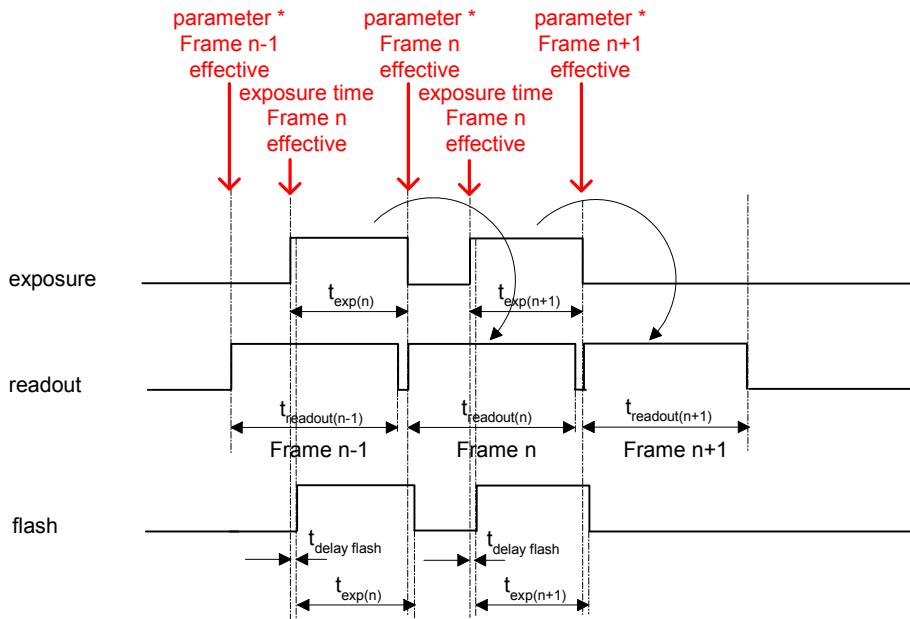 parameter *
Frame n-1
effective
parameter *
Frame n
effective
parameter *
Frame n+1
effective
exposure time
Frame n
effective
exposure time
Frame n
effective
exposure
t_exp(n)
t_exp(n+1)
readout
t_readout(n-1)
t_readout(n)
t_readout(n+1)
Frame n-1
Frame n
Frame n+1
flash
t_delay flash
t_delay flash
t_exp(n)
t_exp(n+1)